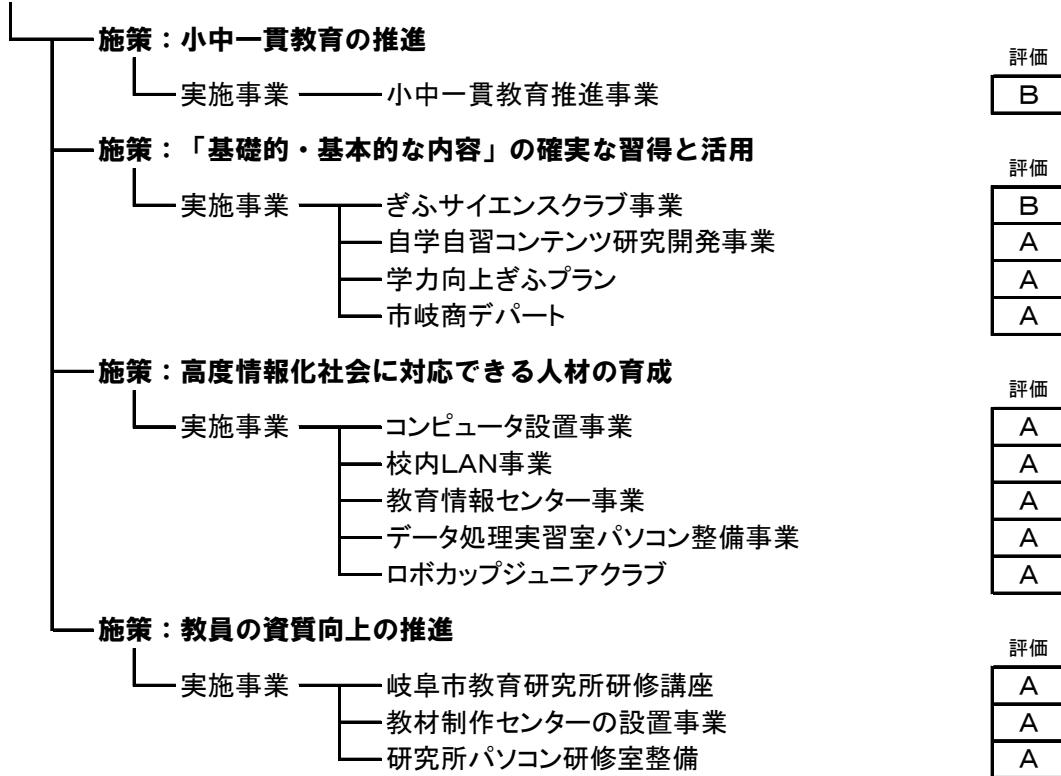 施策：小中一貫教育の推進
評価
実施事業 小中一貫教育推進事業 B
施策：「基礎的・基本的な内容」の確実な習得と活用
評価
実施事業 ぎふサイエンスクラブ事業 B
自学自習コンテンツ研究開発事業 A
学力向上ぎふプラン A
市岐商デパート A
施策：高度情報化社会に対応できる人材の育成
評価
実施事業 コンピュータ設置事業 A
校内LAN事業 A
教育情報センター事業 A
データ処理実習室パソコン整備事業 A
ロボカップジュニアクラブ A
施策：教員の資質向上の推進
評価
実施事業 岐阜市教育研究所研修講座 A
教材制作センターの設置事業 A
研究所パソコン研修室整備 A